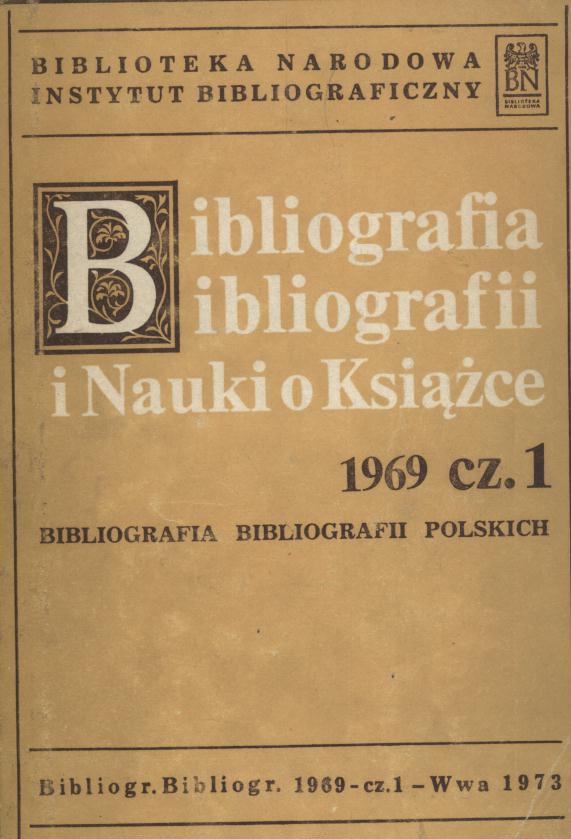 BIBLIOTEKA NARODOWA
INSTYTUT BIBLIOGRAFICZNY
BN
BIBLIOTEKA
NARODOWA
Bibliografia
Bibliografii
i Nauki o Książce
1969 cz. 1
BIBLIOGRAFIA BIBLIOGRAFII POLSKICH
Bibliogr. Bibliogr. 1969-cz.1 – Wwa 1973